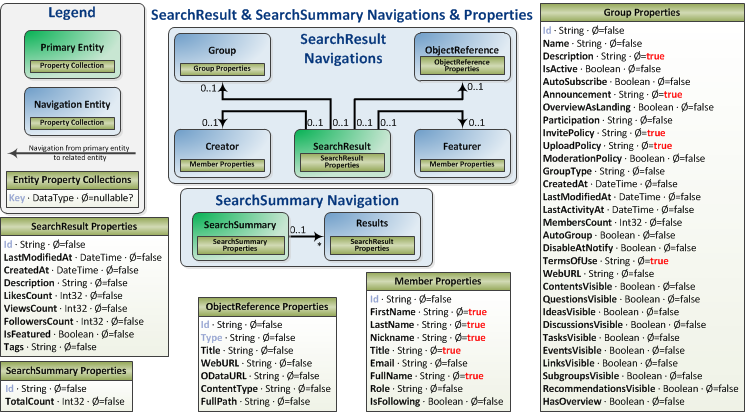 Legend
Primary Entity
Property Collection
Navigation Entity
Property Collection
Navigation from primary entity
to related entity
Entity Property Collections
Key · DataType · Ø=nullable?
SearchResult & SearchSummary Navigations & Properties
SearchResult
Navigations
Group
Group Properties
ObjectReference
ObjectReference
Properties
0..1
0..1
0..1
0..1
Creator
Member Properties
SearchResult
SearchResult
Properties
Featurer
Member Properties
SearchSummary Navigation
SearchSummary
SearchSummary
Properties
0..1
*
Results
SearchResult
Properties
SearchResult Properties
Id · String · Ø=false
LastModifiedAt · DateTime · Ø=false
CreatedAt · DateTime · Ø=false
Description · String · Ø=false
LikesCount · Int32 · Ø=false
ViewsCount · Int32 · Ø=false
FollowersCount · Int32 · Ø=false
IsFeatured · Boolean · Ø=false
Tags · String · Ø=false
SearchSummary Properties
Id · String · Ø=false
TotalCount · Int32 · Ø=false
ObjectReference Properties
Id · String · Ø=false
Type · String · Ø=false
Title · String · Ø=false
WebURL · String · Ø=false
ODataURL · String · Ø=false
ContentType · String · Ø=false
FullPath · String · Ø=false
Member Properties
Id · String · Ø=false
FirstName · String · Ø=true
LastName · String · Ø=true
Nickname · String · Ø=true
Title · String · Ø=true
Email · String · Ø=false
FullName · String · Ø=true
Role · String · Ø=false
IsFollowing · Boolean · Ø=false
Group Properties
Id · String · Ø=false
Name · String · Ø=false
Description · String · Ø=true
IsActive · Boolean · Ø=false
AutoSubscribe · Boolean · Ø=false
Announcement · String · Ø=true
OverviewAsLanding · Boolean · Ø=false
Participation · String · Ø=false
InvitePolicy · String · Ø=true
UploadPolicy · String · Ø=true
ModerationPolicy · Boolean · Ø=false
GroupType · String · Ø=false
CreatedAt · DateTime · Ø=false
LastModifiedAt · DateTime · Ø=false
LastActivityAt · DateTime · Ø=false
MembersCount · Int32 · Ø=false
AutoGroup · Boolean · Ø=false
DisableAtNotify · Boolean · Ø=false
TermsOfUse · String · Ø=true
WebURL · String · Ø=false
ContentsVisible · Boolean · Ø=false
QuestionsVisible · Boolean · Ø=false
IdeasVisible · Boolean · Ø=false
DiscussionsVisible · Boolean · Ø=false
TasksVisible · Boolean · Ø=false
EventsVisible · Boolean · Ø=false
LinksVisible · Boolean · Ø=false
SubgroupsVisible · Boolean · Ø=false
RecommendationsVisible · Boolean · Ø=false
HasOverview · Boolean · Ø=false